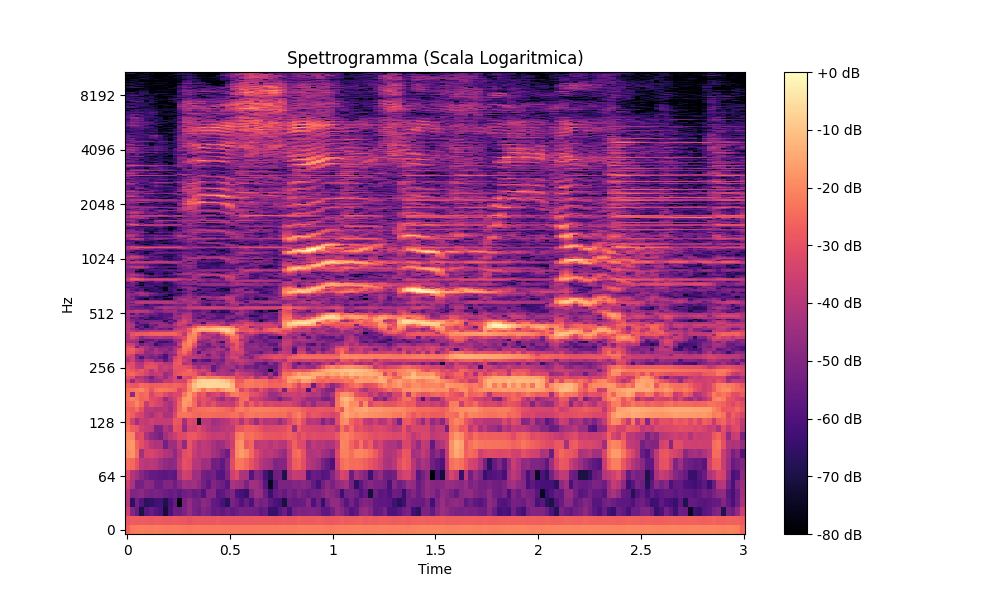 Spettrogramma (Scala Logaritmica)
Hz
8192
4096
2048
1024
512
256
128
64
0
0 0.5 1 1.5 2 2.5 3
Time
+0 dB
-10 dB
-20 dB
-30 dB
-40 dB
-50 dB
-60 dB
-70 dB
-80 dB